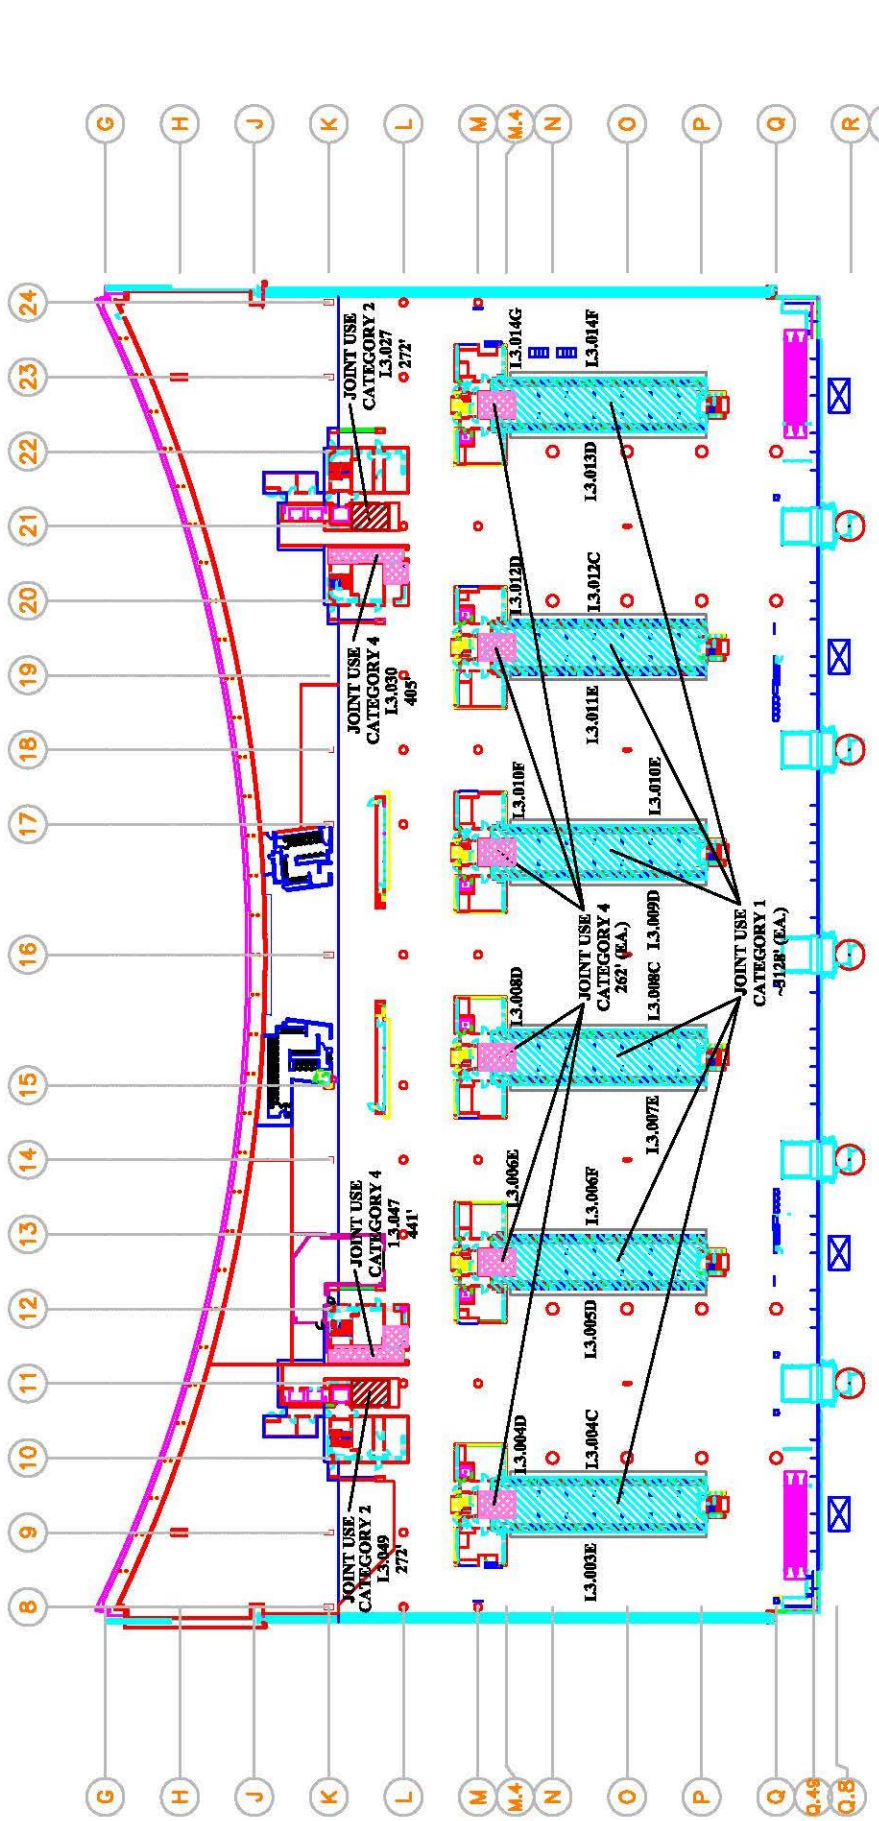 8
9
10
11
12
13
14
15
16
17
18
19
20
21
22
23
24
G
G
H
H
J
J
K
K
JOINT USE
CATEGORY 2
L3.049
272'
JOINT USE
CATEGORY 4
L3.047
441'
JOINT USE
CATEGORY 4
L3.030
405'
JOINT USE
CATEGORY 2
L3.027
272'
L
L
M
M
M.4
M.4
L3.004D
L3.006E
L3.008D
L3.010F
L3.012D
L3.014G
N
N
JOINT USE
CATEGORY 4
262' (EA.)
L3.003E
L3.004C
L3.005D
L3.006F
L3.011E
L3.012C
L3.013D
L3.014F
O
O
L3.007E
L3.008C
L3.009D
L3.010E
P
P
JOINT USE
CATEGORY 1
~3128' (EA.)
Q
Q
Q.8
R